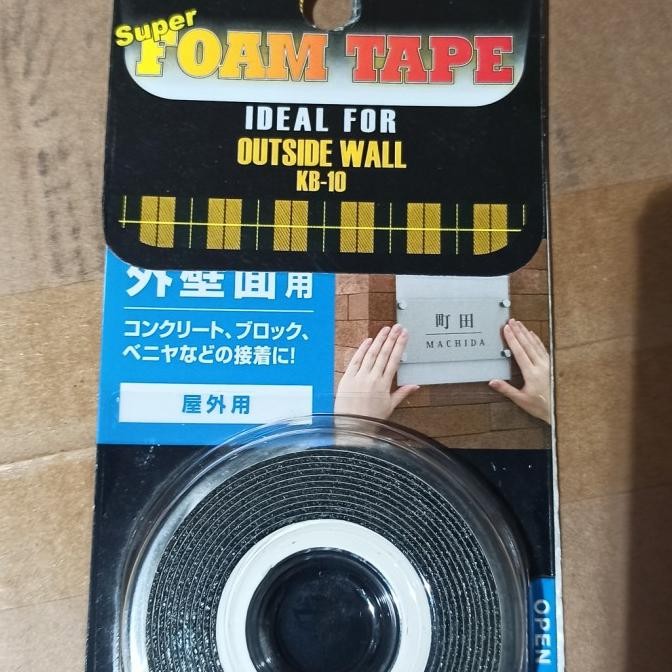 Super
FOAM TAPE
IDEAL FOR
OUTSIDE WALL
KB-10
外壁面用
コンクリート、ブロック、
ベニヤなどの接着に!
屋外用
町田
MACHIDA
OPEN